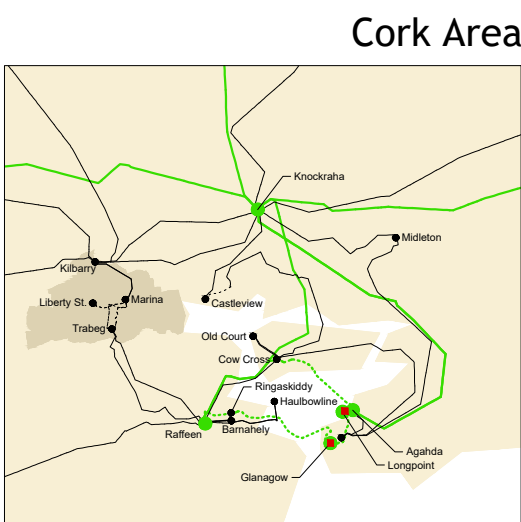 Cork Area
Knockraha
Midleton
Kilbarry
Liberty St.
Marina
Castleview
Trabeg
Old Court
Cow Cross
Ringaskiddy
Haulbowline
Raffeen
Barnahely
Agahda
Longpoint
Glanagow